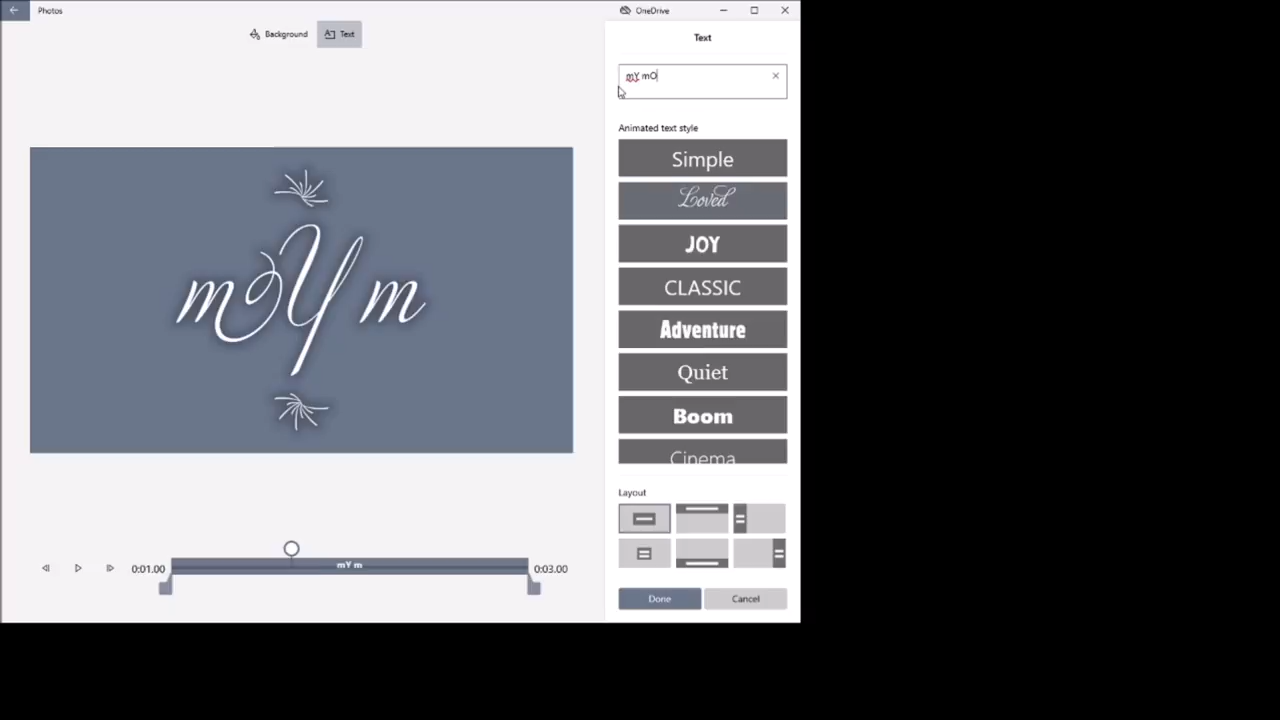 Photos
OneDrive
Background
Text
Text
mY mO
Animated text style
Simple
Loved
JOY
CLASSIC
Adventure
Quiet
Boom
Cinema
mY m
Layout
0:01.00
mY m
0:03.00
Done
Cancel